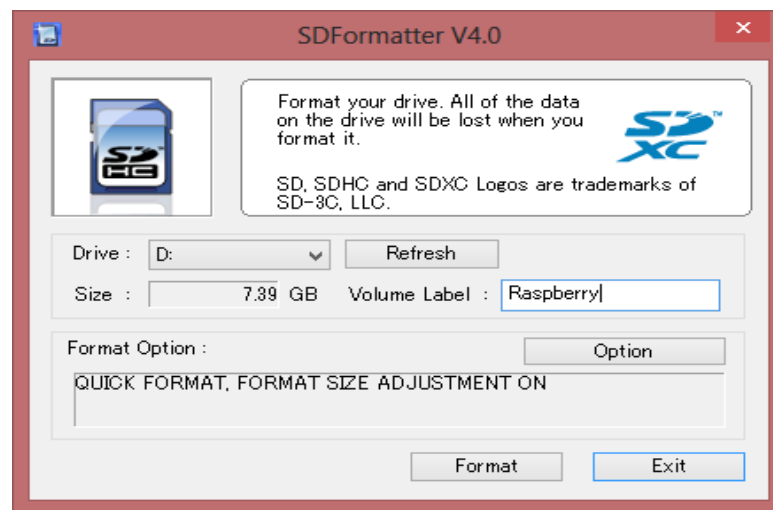 SDFormatter V4.0
Format your drive. All of the data
on the drive will be lost when you
format it.
SD, SDHC and SDXC Logos are trademarks of
SD-3C, LLC.
SD HC
SD XC™
Drive : D: Refresh
Size : 7.39 GB Volume Label : Raspberry
Format Option :
Option
QUICK FORMAT, FORMAT SIZE ADJUSTMENT ON
Format Exit